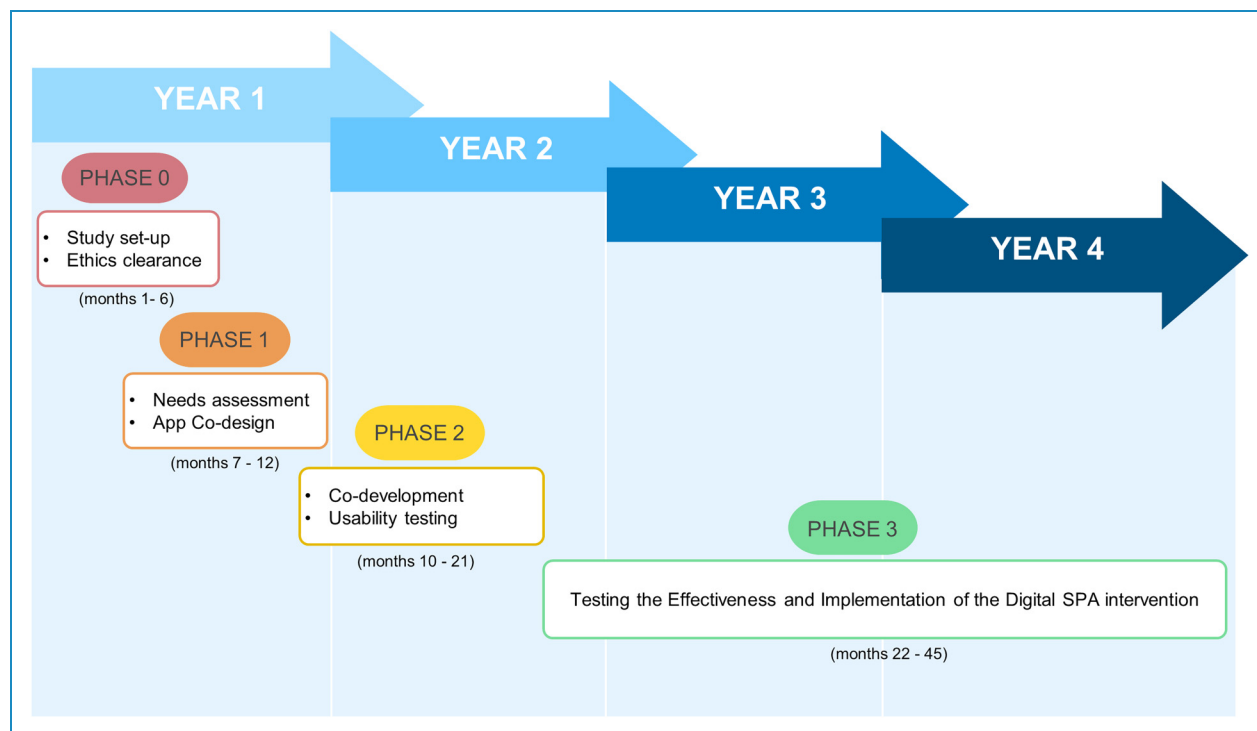 YEAR 1
YEAR 2
YEAR 3
YEAR 4
PHASE 0
• Study set-up
• Ethics clearance
(months 1- 6)
PHASE 1
• Needs assessment
• App Co-design
(months 7 - 12)
PHASE 2
• Co-development
• Usability testing
(months 10 - 21)
PHASE 3
Testing the Effectiveness and Implementation of the Digital SPA intervention
(months 22 - 45)